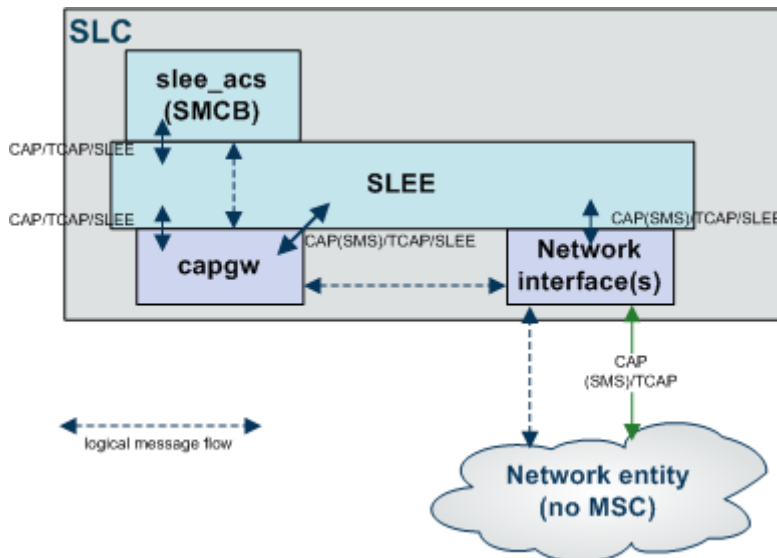 SLC
slee_acs
(SMCB)
CAP/TCAP/SLEE
SLEE
CAP/TCAP/SLEE
CAP(SMS)/TCAP/SLEE
CAP(SMS)/TCAP/SLEE
capgw
Network
interface(s)
CAP
(SMS)/TCAP
logical message flow
Network entity
(no MSC)